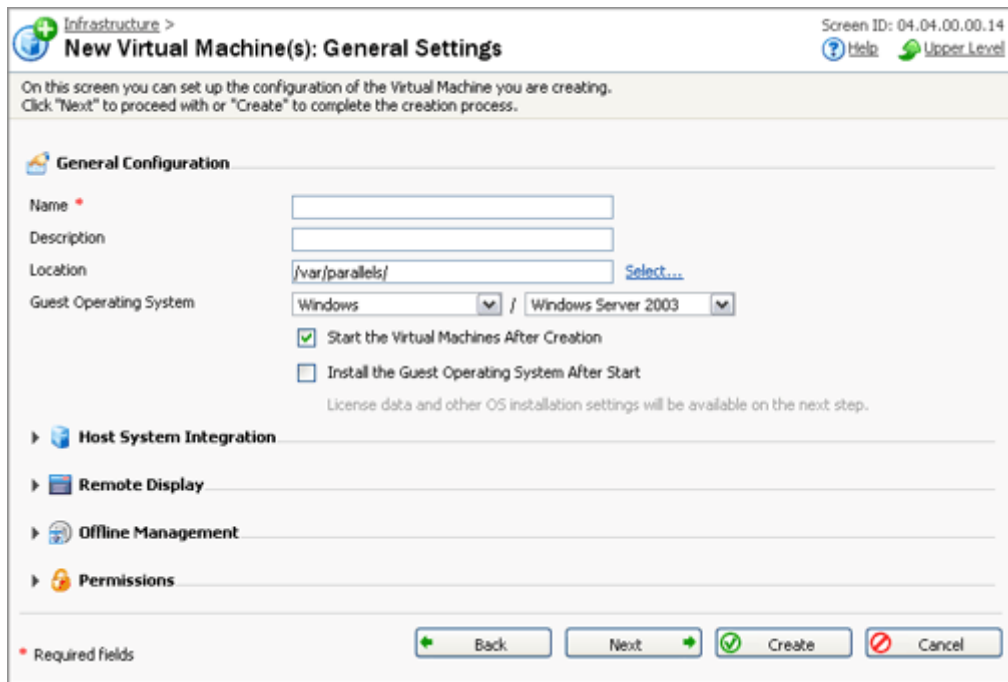 Infrastructure >
New Virtual Machine(s): General Settings
Screen ID: 04.04.00.00.14
Help Upper Level
On this screen you can set up the configuration of the Virtual Machine you are creating.
Click "Next" to proceed with or "Create" to complete the creation process.
General Configuration
Name *
Description
Location /var/parallels/ Select...
Guest Operating System Windows / Windows Server 2003
Start the Virtual Machines After Creation
Install the Guest Operating System After Start
License data and other OS installation settings will be available on the next step.
Host System Integration
Remote Display
Offline Management
Permissions
* Required fields
Back Next Create Cancel